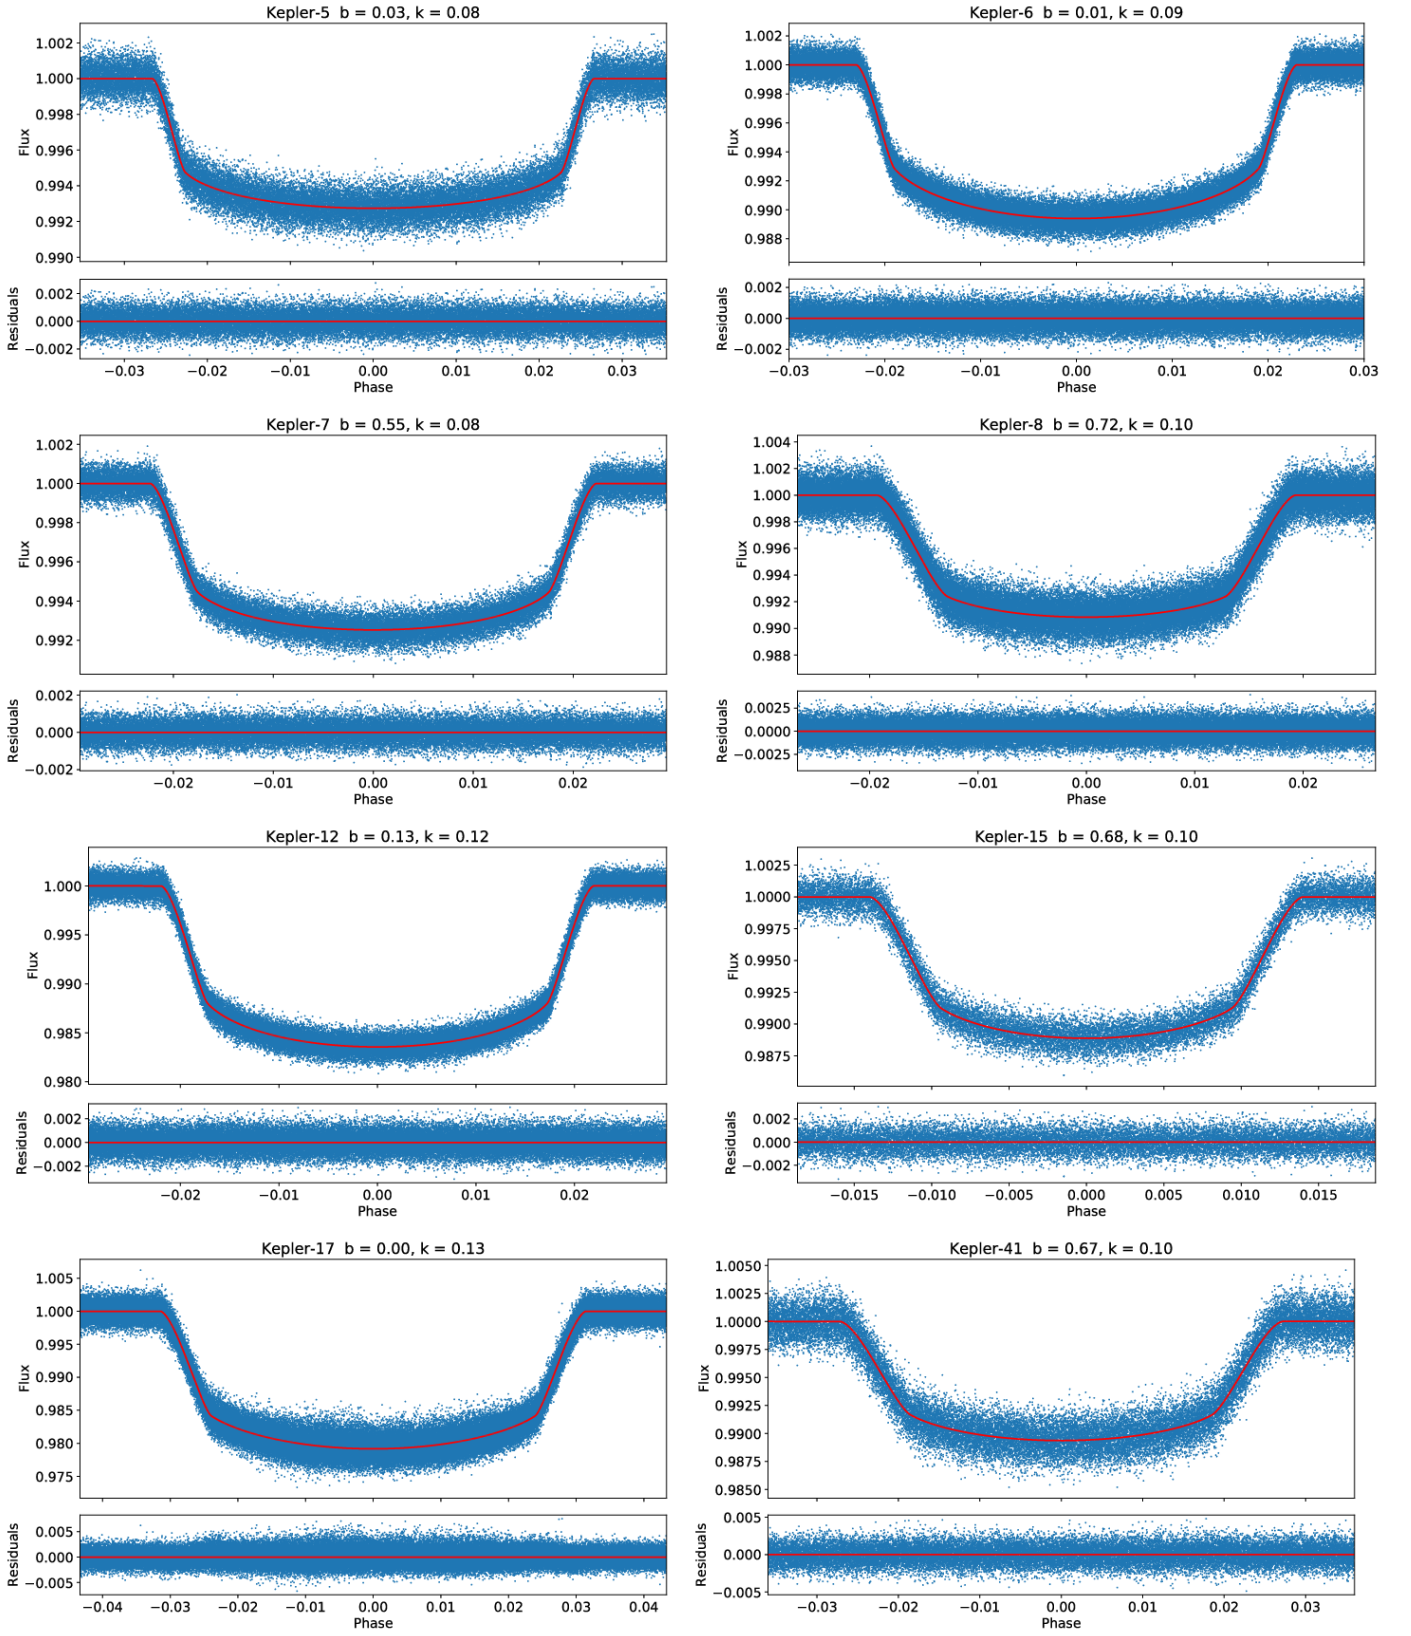 Kepler-5  b = 0.03, k = 0.08
1.002
1.000
0.998
0.996
0.994
0.992
0.990
Flux
0.002
0.000
−0.002
Residuals
−0.03 −0.02 −0.01 0.00 0.01 0.02 0.03
Phase
Kepler-6  b = 0.01, k = 0.09
1.002
1.000
0.998
0.996
0.994
0.992
0.990
0.988
Flux
0.002
0.000
−0.002
Residuals
−0.03 −0.02 −0.01 0.00 0.01 0.02 0.03
Phase
Kepler-7  b = 0.55, k = 0.08
1.002
1.000
0.998
0.996
0.994
0.992
Flux
0.002
0.000
−0.002
Residuals
−0.02 −0.01 0.00 0.01 0.02
Phase
Kepler-8  b = 0.72, k = 0.10
1.004
1.002
1.000
0.998
0.996
0.994
0.992
0.990
0.988
Flux
0.0025
0.0000
−0.0025
Residuals
−0.02 −0.01 0.00 0.01 0.02
Phase
Kepler-12  b = 0.13, k = 0.12
1.000
0.995
0.990
0.985
0.980
Flux
0.002
0.000
−0.002
Residuals
−0.02 −0.01 0.00 0.01 0.02
Phase
Kepler-15  b = 0.68, k = 0.10
1.0025
1.0000
0.9975
0.9950
0.9925
0.9900
0.9875
Flux
0.002
0.000
−0.002
Residuals
−0.015 −0.010 −0.005 0.000 0.005 0.010 0.015
Phase
Kepler-17  b = 0.00, k = 0.13
1.005
1.000
0.995
0.990
0.985
0.980
0.975
Flux
0.005
0.000
−0.005
Residuals
−0.04 −0.03 −0.02 −0.01 0.00 0.01 0.02 0.03 0.04
Phase
Kepler-41  b = 0.67, k = 0.10
1.0050
1.0025
1.0000
0.9975
0.9950
0.9925
0.9900
0.9875
0.9850
Flux
0.005
0.000
−0.005
Residuals
−0.03 −0.02 −0.01 0.00 0.01 0.02 0.03
Phase